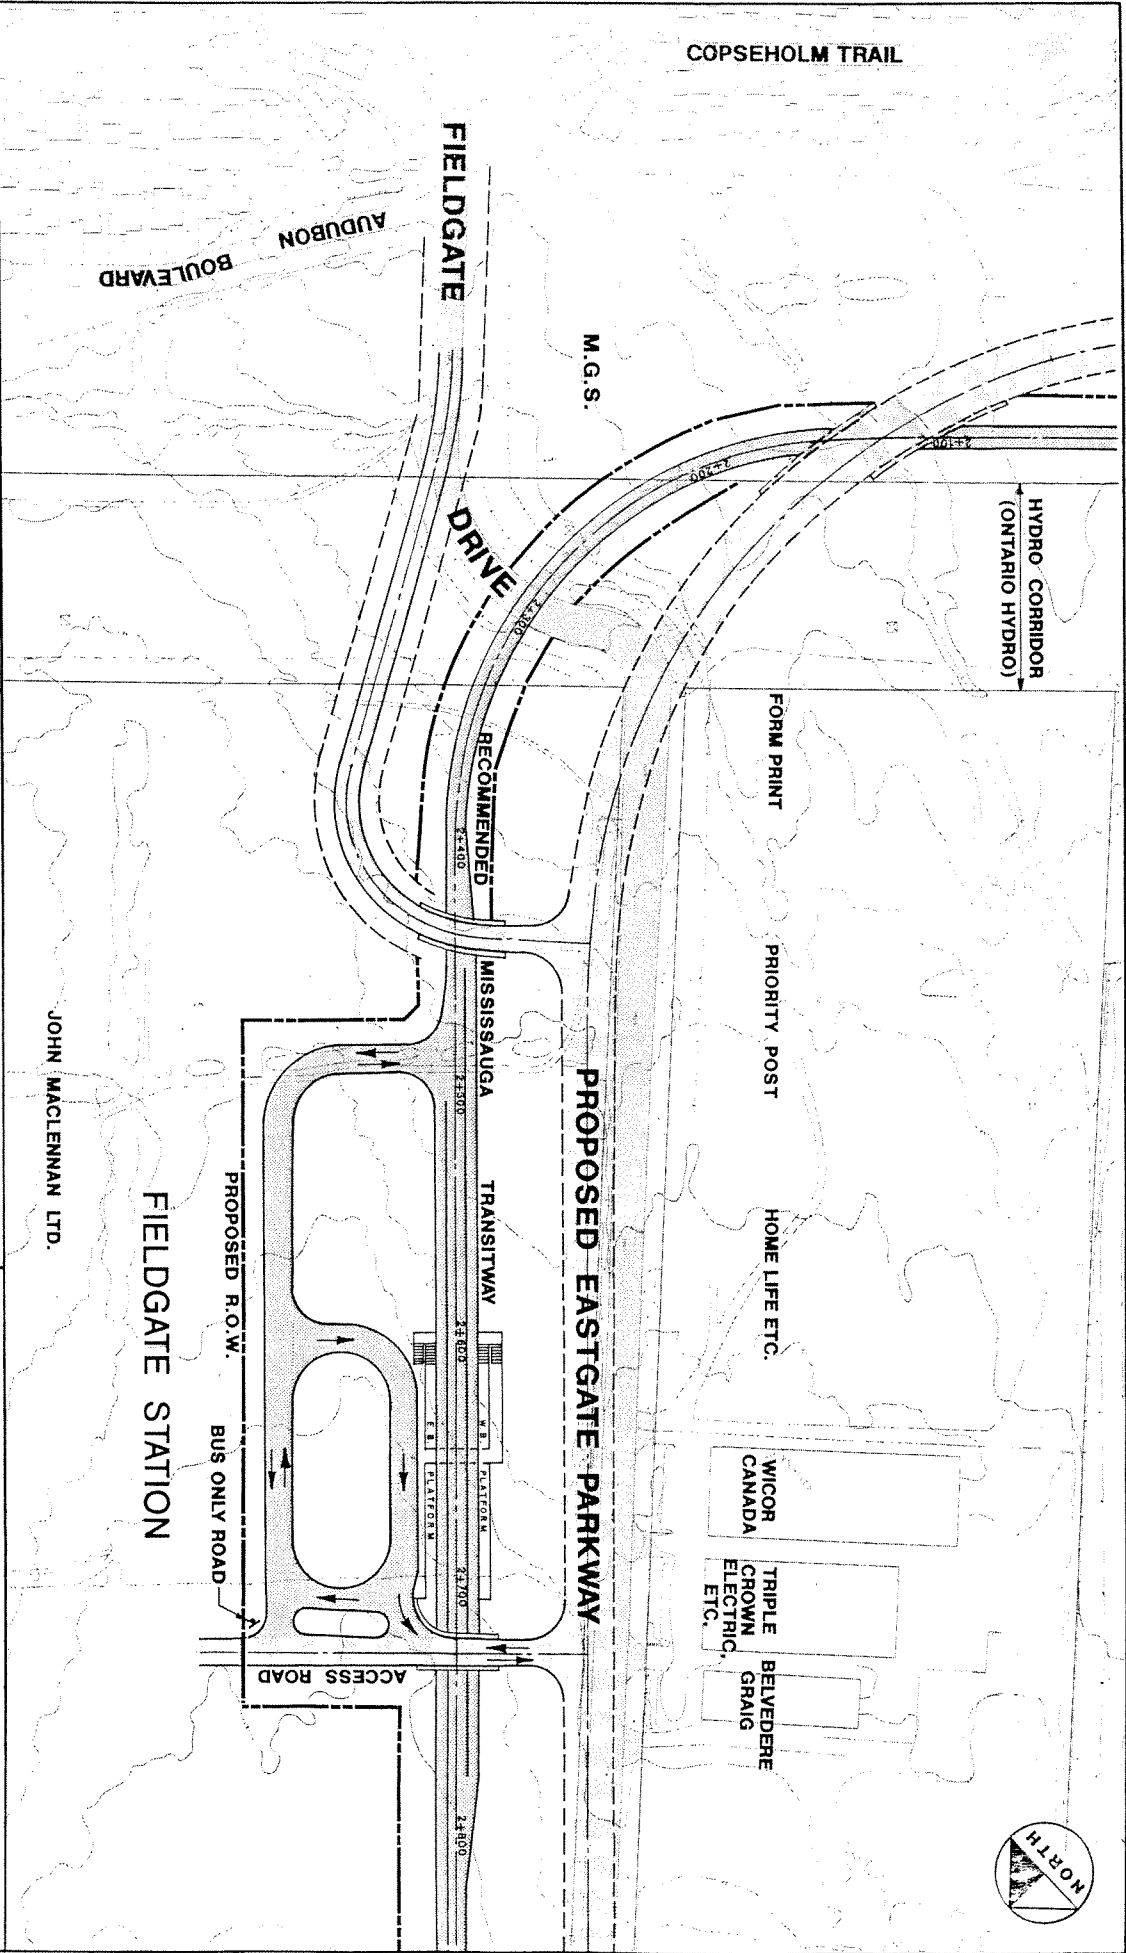 COPSEHOLM TRAIL
FIELDGATE
DRIVE
AUDUBON
BOULEVARD
M.G.S.
HYDRO CORRIDOR
(ONTARIO HYDRO)
2+100
2+200
2+300
2+400
2+500
2+600
2+700
2+800
RECOMMENDED
MISSISSAUGA
TRANSITWAY
FORM PRINT
PRIORITY POST
HOME LIFE ETC.
WICOR
CANADA
TRIPLE
CROWN
ELECTRIC,
ETC.
BELVEDERE
GRAIG
PROPOSED EASTGATE PARKWAY
W.B.
PLATFORM
E.B.
PLATFORM
ACCESS ROAD
BUS ONLY ROAD
PROPOSED R.O.W.
FIELDGATE STATION
JOHN MACLENNAN LTD.
NORTH